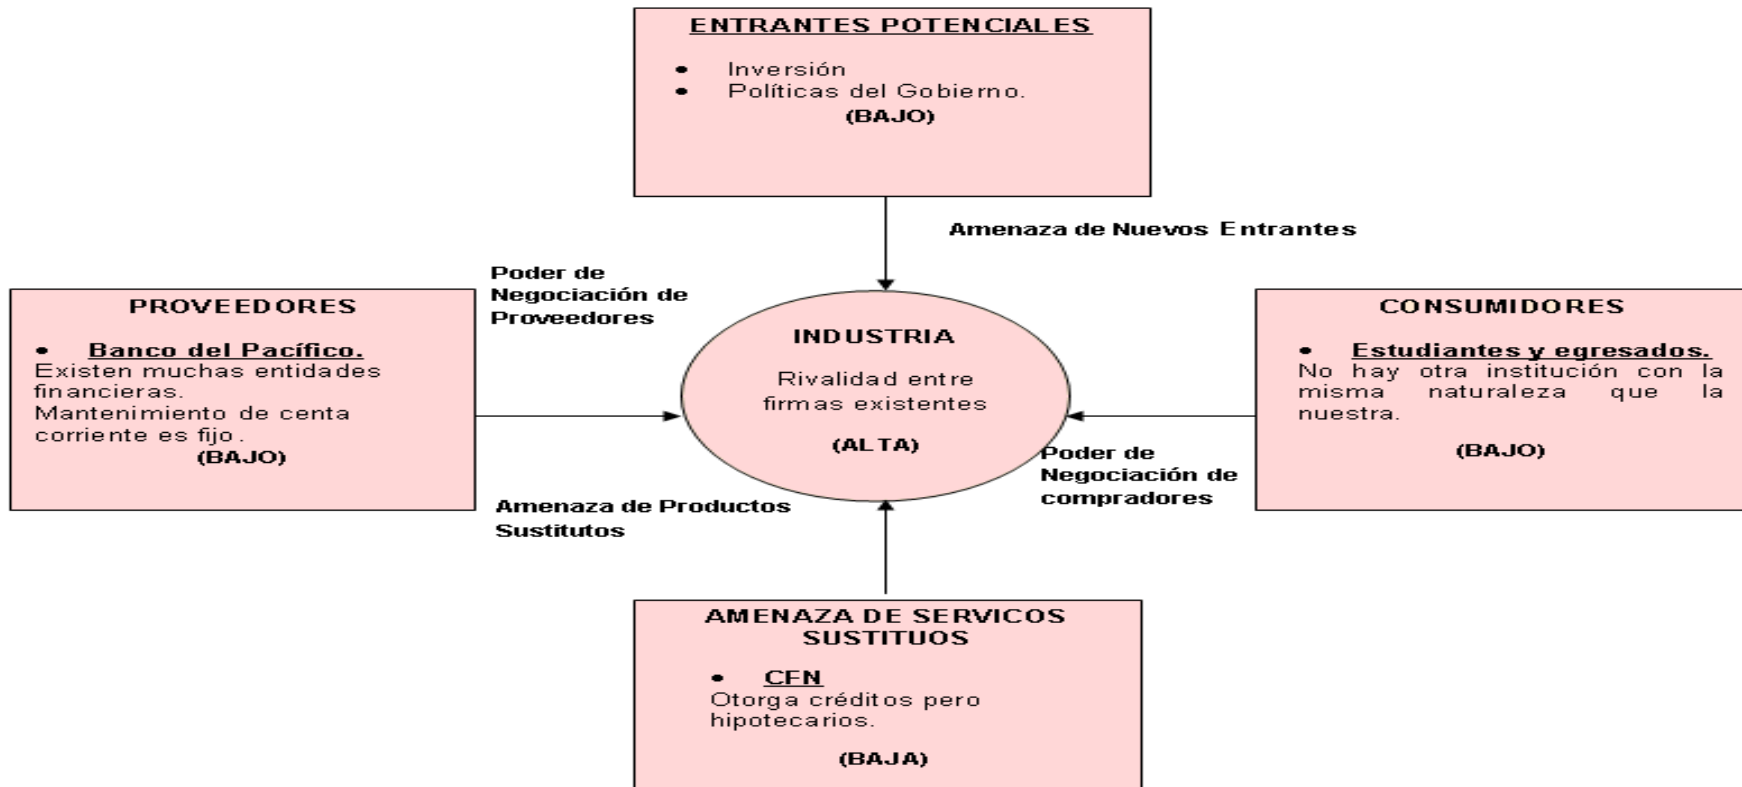 ENTRANTES POTENCIALES
• Inversión
• Políticas del Gobierno.
(BAJO)
Amenaza de Nuevos Entrantes
Poder de
Negociación de
Proveedores
PROVEEDORES
• Banco del Pacífico.
Existen muchas entidades
financieras.
Mantenimiento de centa
corriente es fijo.
(BAJO)
INDUSTRIA
Rivalidad entre
firmas existentes
(ALTA)
CONSUMIDORES
• Estudiantes y egresados.
No hay otra institución con la
misma naturaleza que la
nuestra.
(BAJO)
Poder de
Negociación de
compradores
Amenaza de Productos
Sustitutos
AMENAZA DE SERVICOS
SUSTITUOS
• CFN
Otorga créditos pero
hipotecarios.
(BAJA)